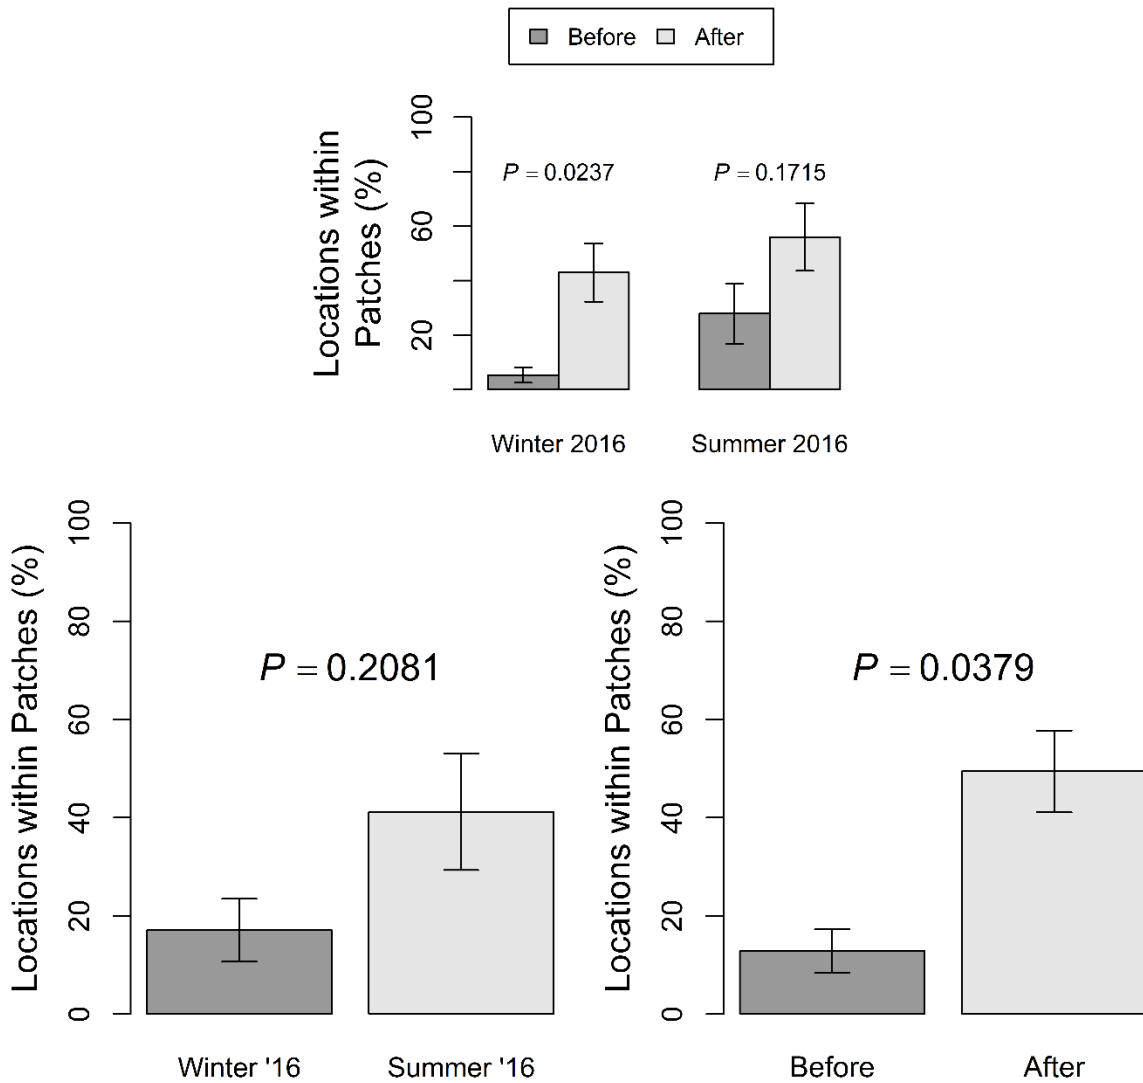 Before After
Locations within
Patches (%)
100
60
20
P = 0.0237
P = 0.1715
Winter 2016
Summer 2016
Locations within Patches (%)
100
80
60
40
20
0
P = 0.2081
Winter '16
Summer '16
Locations within Patches (%)
100
80
60
40
20
0
P = 0.0379
Before
After